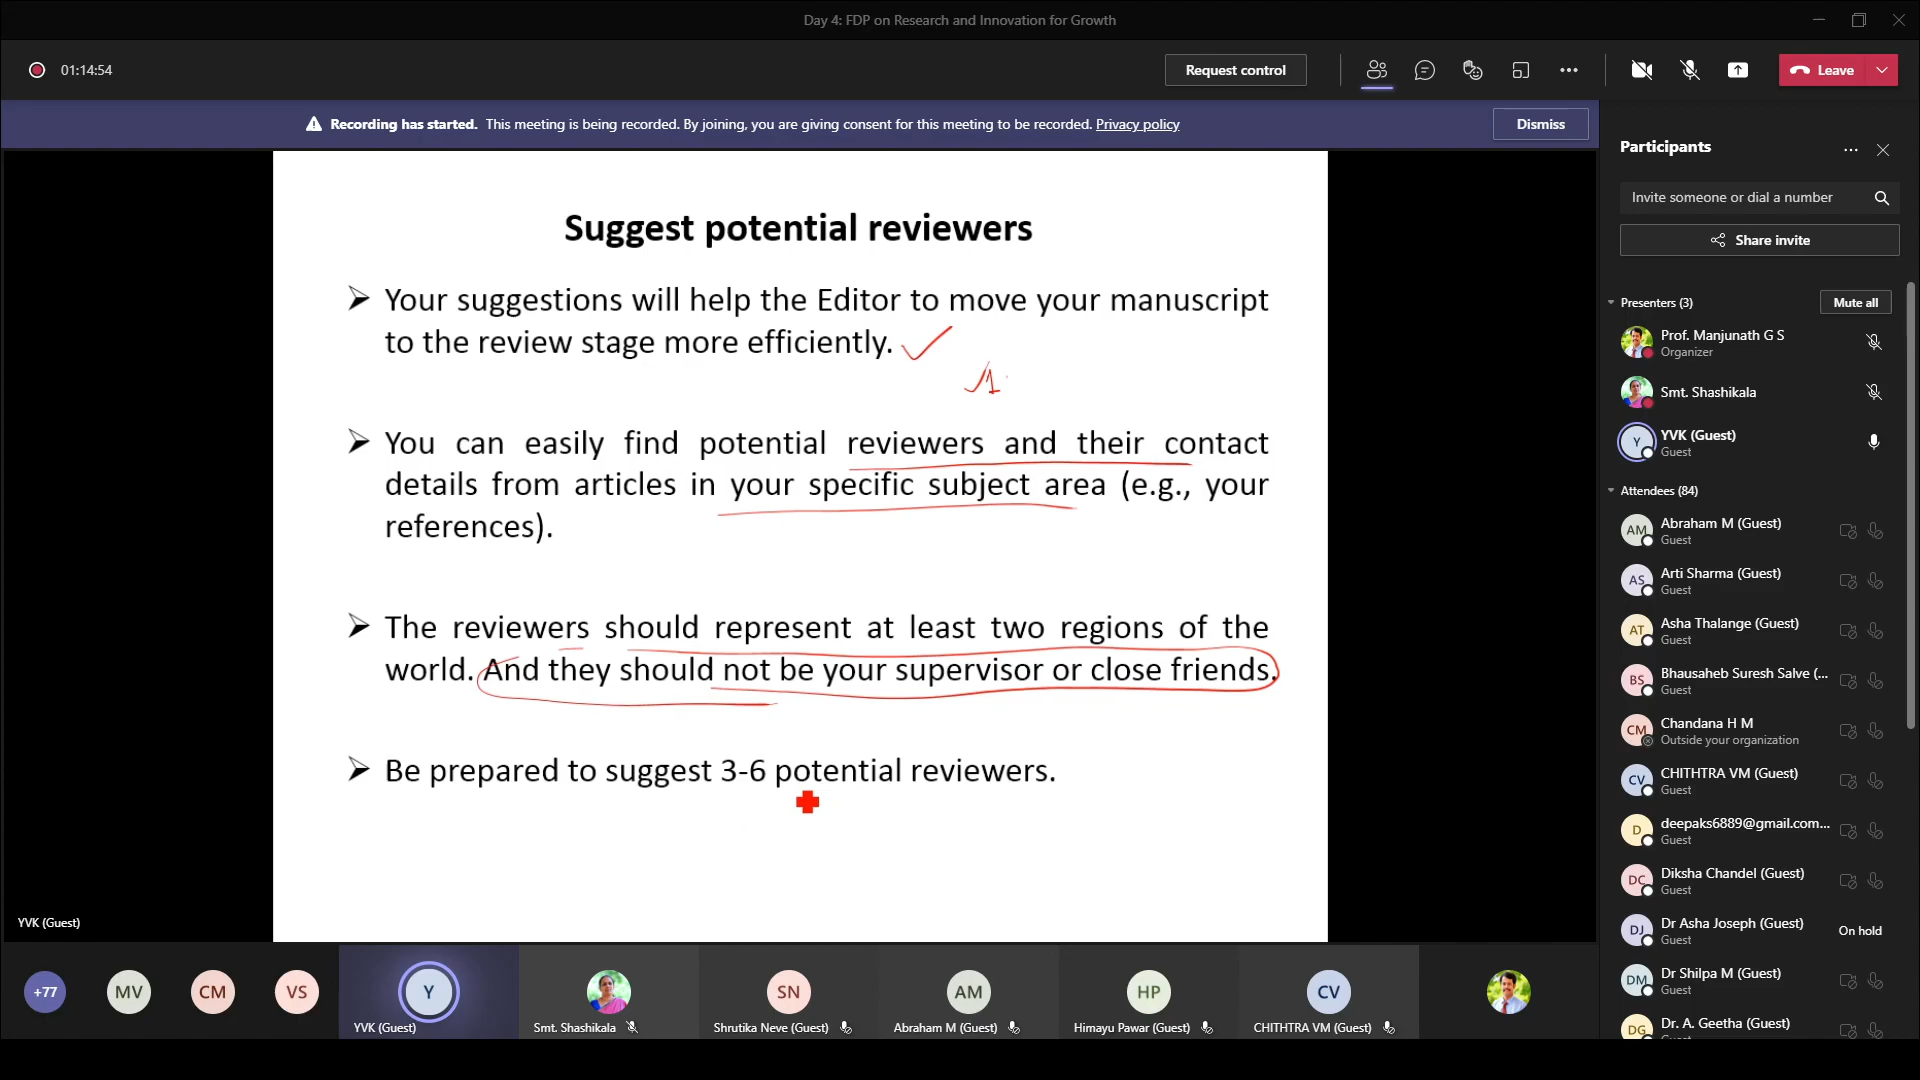 Day 4: FDP on Research and Innovation for Growth
01:14:54
Request control
Leave
Recording has started. This meeting is being recorded. By joining, you are giving consent for this meeting to be recorded. Privacy policy
Dismiss
Suggest potential reviewers
➢ Your suggestions will help the Editor to move your manuscript
to the review stage more efficiently.
➢ You can easily find potential reviewers and their contact
details from articles in your specific subject area (e.g., your
references).
➢ The reviewers should represent at least two regions of the
world. And they should not be your supervisor or close friends.
➢ Be prepared to suggest 3-6 potential reviewers.
YVK (Guest)
+77
MV
CM
VS
Y
YVK (Guest)
Smt. Shashikala
SN
Shrutika Neve (Guest)
AM
Abraham M (Guest)
HP
Himayu Pawar (Guest)
CV
CHITHTRA VM (Guest)
Participants
Invite someone or dial a number
Share invite
Presenters (3)
Mute all
Prof. Manjunath G S
Organizer
Smt. Shashikala
Y
YVK (Guest)
Guest
Attendees (84)
AM
Abraham M (Guest)
Guest
AS
Arti Sharma (Guest)
Guest
AT
Asha Thalange (Guest)
Guest
BS
Bhausaheb Suresh Salve (...
Guest
CM
Chandana H M
Outside your organization
CV
CHITHTRA VM (Guest)
Guest
D
deepaks6889@gmail.com...
Guest
DC
Diksha Chandel (Guest)
Guest
DJ
Dr Asha Joseph (Guest)
Guest
On hold
DM
Dr Shilpa M (Guest)
Guest
DG
Dr. A. Geetha (Guest)